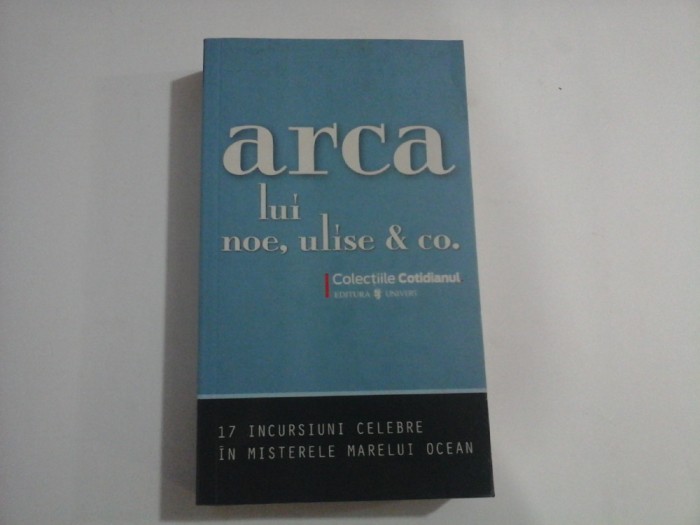 arca
lui
noe, ulise & co.
Colecțiile Cotidianul
EDITURA UNIVERS
17 INCURSIUNI CELEBRE
ÎN MISTERELE MARELUI OCEAN